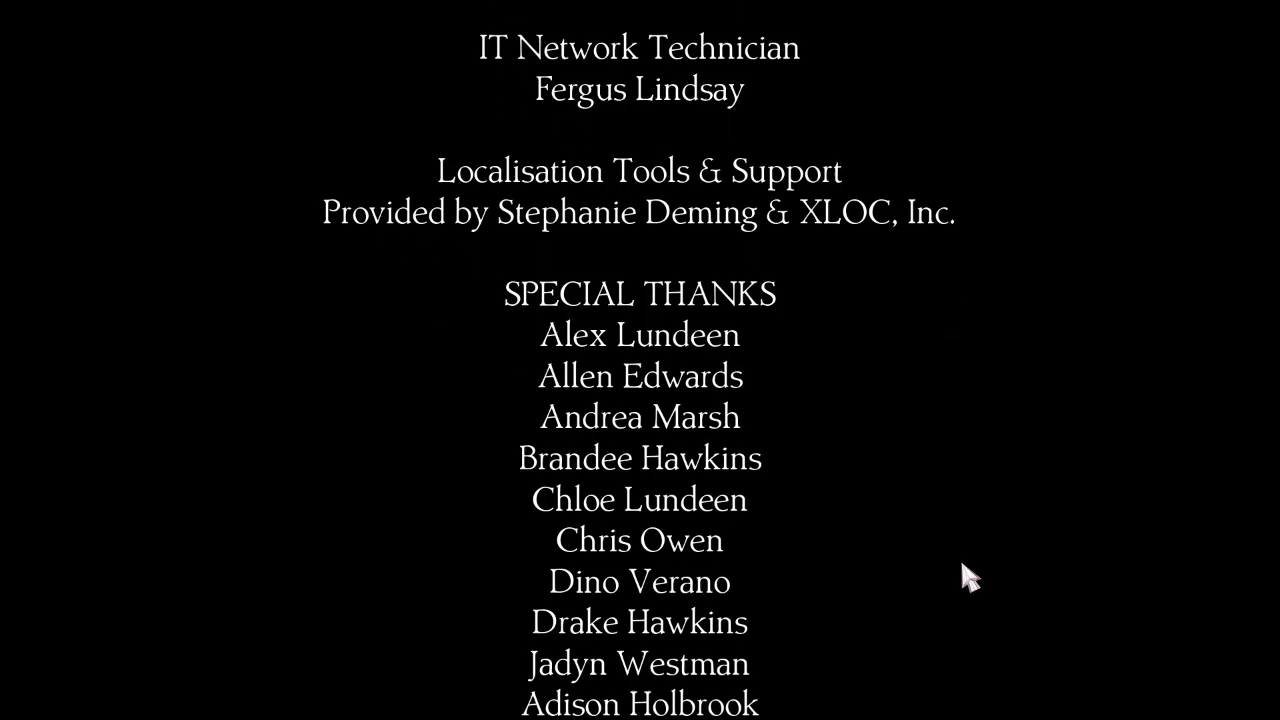 IT Network Technician
Fergus Lindsay
Localisation Tools & Support
Provided by Stephanie Deming & XLOC, Inc.
SPECIAL THANKS
Alex Lundeen
Allen Edwards
Andrea Marsh
Brandee Hawkins
Chloe Lundeen
Chris Owen
Dino Verano
Drake Hawkins
Jadyn Westman
Adison Holbrook